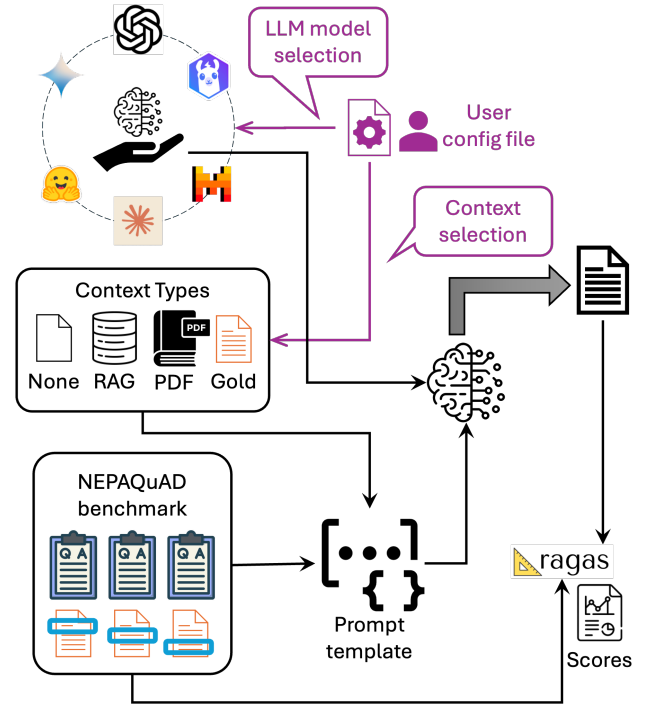 LLM model
selection
User
config file
Context
selection
Context Types
PDF
None RAG PDF Gold
NEPAQuAD
benchmark
Q A Q A Q A
Prompt
template
ragas
Scores